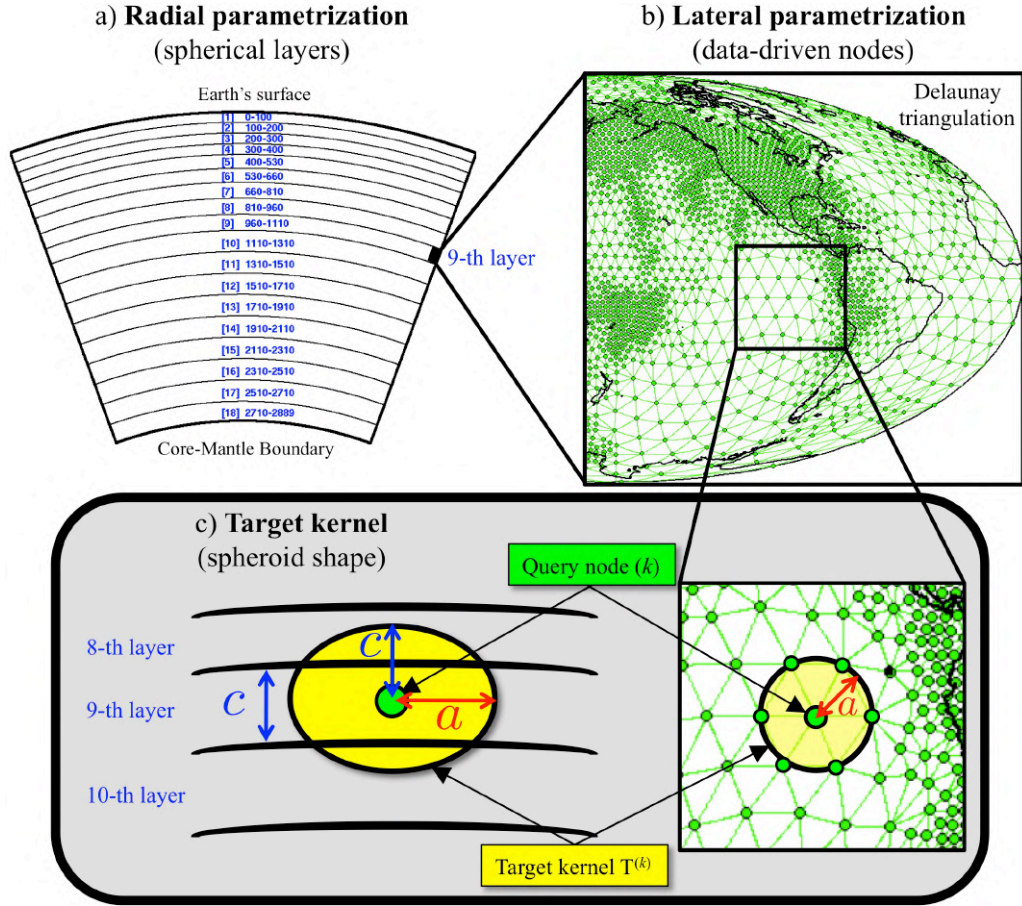 a) Radial parametrization
(spherical layers)
Earth's surface
[1] 0-100
[2] 100-200
[3] 200-300
[4] 300-400
[5] 400-530
[6] 530-660
[7] 660-810
[8] 810-960
[9] 960-1110
[10] 1110-1310
[11] 1310-1510
[12] 1510-1710
[13] 1710-1910
[14] 1910-2110
[15] 2110-2310
[16] 2310-2510
[17] 2510-2710
[18] 2710-2889
Core-Mantle Boundary
9-th layer
b) Lateral parametrization
(data-driven nodes)
Delaunay
triangulation
c) Target kernel
(spheroid shape)
Query node (k)
8-th layer
9-th layer
10-th layer
c
c
a
a
Target kernel T(k)